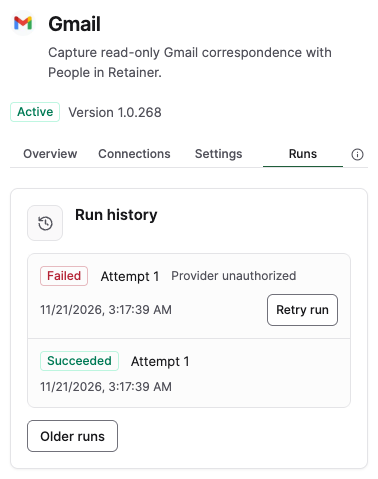 Gmail
Capture read-only Gmail correspondence with
People in Retainer.
Active Version 1.0.268
Overview Connections Settings Runs
Run history
Failed Attempt 1 Provider unauthorized
11/21/2026, 3:17:39 AM Retry run
Succeeded Attempt 1
11/21/2026, 3:17:39 AM
Older runs